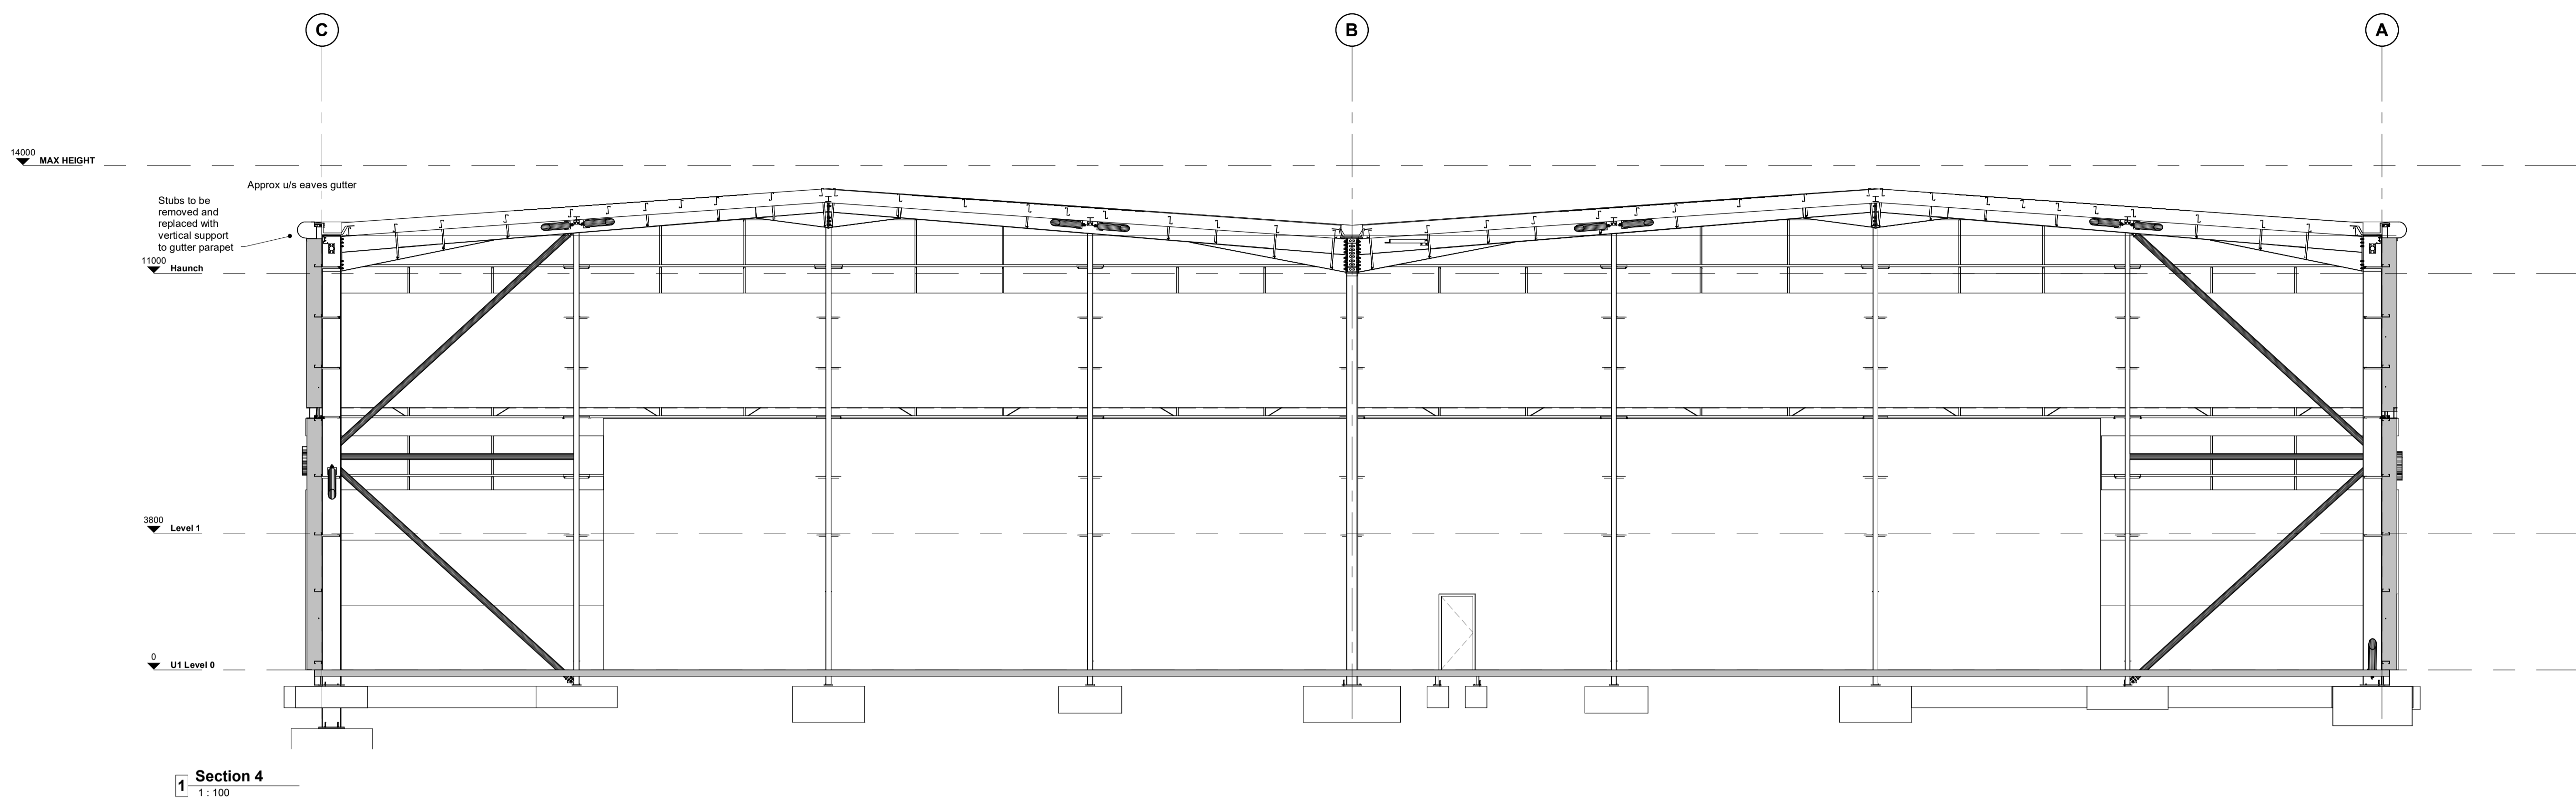 C
B
A
14000
MAX HEIGHT
Approx u/s eaves gutter
Stubs to be
removed and
replaced with
vertical support
to gutter parapet
11000
Haunch
3800
Level 1
0
U1 Level 0
1
Section 4
1 : 100